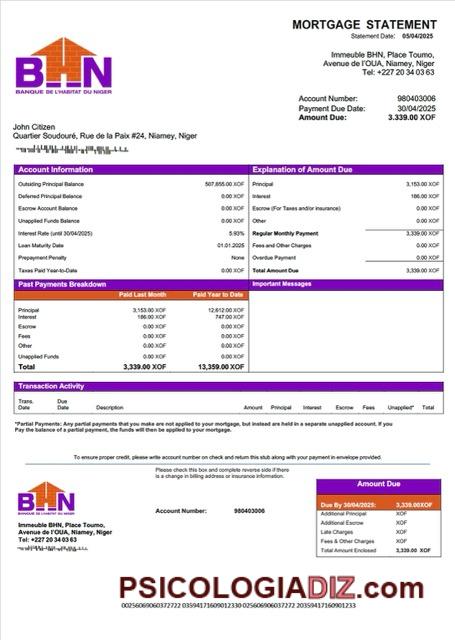 MORTGAGE STATEMENT
Statement Date: 05/04/2025
BHN
BANQUE DE L'HABITAT DU NIGER
Immeuble BHN, Place Toumo,
Avenue de l'OUA, Niamey, Niger
Tel: +227 20 34 03 63
Account Number: 980403006
Payment Due Date: 30/04/2025
Amount Due: 3.339.00 XOF
John Citizen
Quartier Soudouré, Rue de la Paix #24, Niamey, Niger
Account Information
Outsiding Principal Balance 507,655.00 XOF
Deferred Principal Balance 0.00 XOF
Escrow Account Balance 0.00 XOF
Unapplied Funds Balance 0.00 XOF
Interest Rate (until 30/04/2025) 5.93%
Loan Maturity Date 01.01.2025
Prepayment Penalty None
Taxes Paid Year-to-Date 0.00 XOF
Explanation of Amount Due
Principal 3,153.00 XOF
Interest 186.00 XOF
Escrow (For Taxes and/or insurance) 0.00 XOF
Other 0.00 XOF
Regular Monthly Payment 3,339.00 XOF
Fees and Other Charges 0.00 XOF
Overdue Payment 0.00 XOF
Total Amount Due 3,339.00 XOF
Past Payments Breakdown
Paid Last Month Paid Year to Date
Principal 3,153.00 XOF 12,612.00 XOF
Interest 186.00 XOF 747.00 XOF
Escrow 0.00 XOF 0.00 XOF
Fees 0.00 XOF 0.00 XOF
Other 0.00 XOF 0.00 XOF
Unapplied Funds 0.00 XOF 0.00 XOF
Total 3,339.00 XOF 13,359.00 XOF
Important Messages
Transaction Activity
Trans. Date Due Date Description Amount Principal Interest Escrow Fees Unapplied* Total
*Partial Payments: Any partial payments that you make are not applied to your mortgage, but instead are held in a separate unapplied account. If you
Pay the balance of a partial payment, the funds will then be applied to your mortgage.
To ensure proper credit, please write account number on check and return this stub along with your payment in envelope provided.
Please check this box and complete reverse side if there
is a change in billing address or insurance information.
BHN
BANQUE DE L'HABITAT DU NIGER
Immeuble BHN, Place Toumo,
Avenue de l'OUA, Niamey, Niger
Tel: +227 20 34 03 63
Account Number: 980403006
Amount Due
Due By 30/04/2025: 3,339.00XOF
Additional Principal XOF
Additional Escrow XOF
Late Charges XOF
Fees & Other Charges XOF
Total Amount Enclosed 3,339.00 XOF
PSICOLOGIADIZ.com
00256069060372722 03594171609012330 0256069060372272 20359417160901233